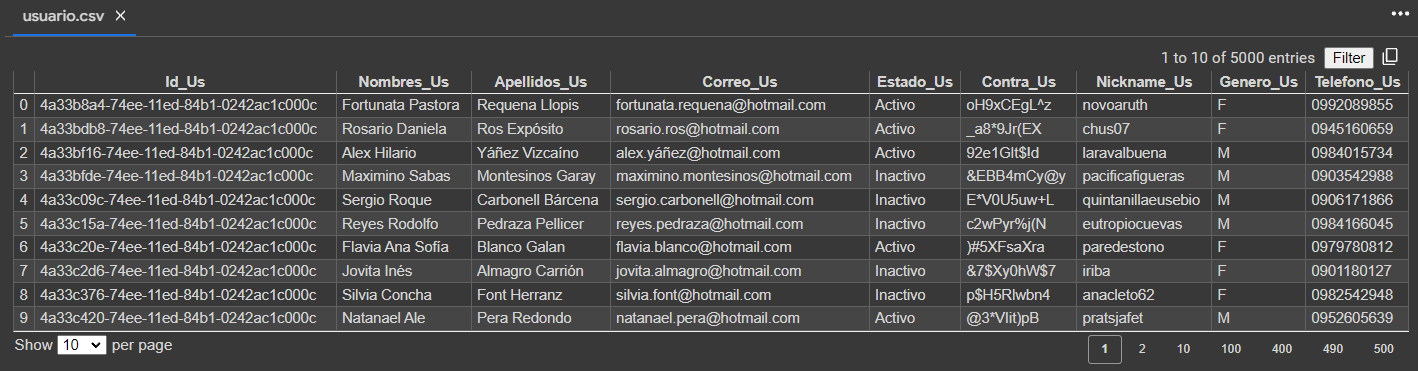 usuario.csv
1 to 10 of 5000 entries Filter
Id_Us Nombres_Us Apellidos_Us Correo_Us Estado_Us Contra_Us Nickname_Us Genero_Us Telefono_Us
0 4a33b8a4-74ee-11ed-84b1-0242ac1c000c Fortunata Pastora Requena Llopis fortunata.requena@hotmail.com Activo oH9xCEgL^z novoaruth F 0992089855
1 4a33bdb8-74ee-11ed-84b1-0242ac1c000c Rosario Daniela Ros Expósito rosario.ros@hotmail.com Activo _a8*9Jr(EX chus07 F 0945160659
2 4a33bf16-74ee-11ed-84b1-0242ac1c000c Alex Hilario Yáñez Vizcaíno alex.yáñez@hotmail.com Activo 92e1Glt$!d laravalbuena M 0984015734
3 4a33bfde-74ee-11ed-84b1-0242ac1c000c Maximino Sabas Montesinos Garay maximino.montesinos@hotmail.com Inactivo &EBB4mCy@y pacificafigueras M 0903542988
4 4a33c09c-74ee-11ed-84b1-0242ac1c000c Sergio Roque Carbonell Bárcena sergio.carbonell@hotmail.com Inactivo E*V0U5uw+L quintanillaeusebio M 0906171866
5 4a33c15a-74ee-11ed-84b1-0242ac1c000c Reyes Rodolfo Pedraza Pellicer reyes.pedraza@hotmail.com Inactivo c2wPyr%j(N eutropiocuevas M 0984166045
6 4a33c20e-74ee-11ed-84b1-0242ac1c000c Flavia Ana Sofía Blanco Galan flavia.blanco@hotmail.com Activo )#5XFsaXra paredestono F 0979780812
7 4a33c2d6-74ee-11ed-84b1-0242ac1c000c Jovita Inés Almagro Carrión jovita.almagro@hotmail.com Inactivo &7$Xy0hW$7 iriba F 0901180127
8 4a33c376-74ee-11ed-84b1-0242ac1c000c Silvia Concha Font Herranz silvia.font@hotmail.com Inactivo p$H5Rlwbn4 anacleto62 F 0982542948
9 4a33c420-74ee-11ed-84b1-0242ac1c000c Natanael Ale Pera Redondo natanael.pera@hotmail.com Activo @3*VIit)pB pratsjafet M 0952605639
Show 10 per page 1 2 10 100 400 490 500